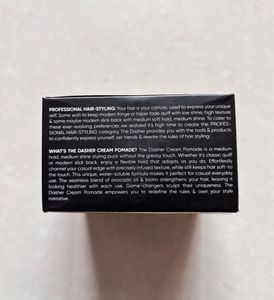 PROFESSIONAL HAIR-STYLING: Your hair is your canvas, used to express your unique
self. Some wish to keep modern fringe or taper fade quiff with low shine, high texture
& some maybe modern slick back with medium soft hold, medium shine. To cater to
these ever-evolving preferences we realized it's high time to create the 'PROFES-
SIONAL HAIR-STYLING' category. The Dasher provides you with the tools & products
to confidently express yourself, set trends & rewrite the rules of hair styling.
WHAT'S THE DASHER CREAM POMADE? The Dasher Cream Pomade is a medium
hold, medium shine styling puck without the greasy touch. Whether it's classic quiff
or modern slick back, enjoy a flexible hold that adapts as you do. Effortlessly
channel your casual edge with precisely infused texture, while still keeps hair soft-to-
the touch. This unique, water-soluble formula makes it perfect for casual everyday
use. The seamless blend of avocado oil & biotin strengthens your hair, leaving it
looking healthier with each use. Game-changers sculpt their uniqueness. The
Dasher Cream Pomade empowers you to redefine the rules & own your style
narrative.